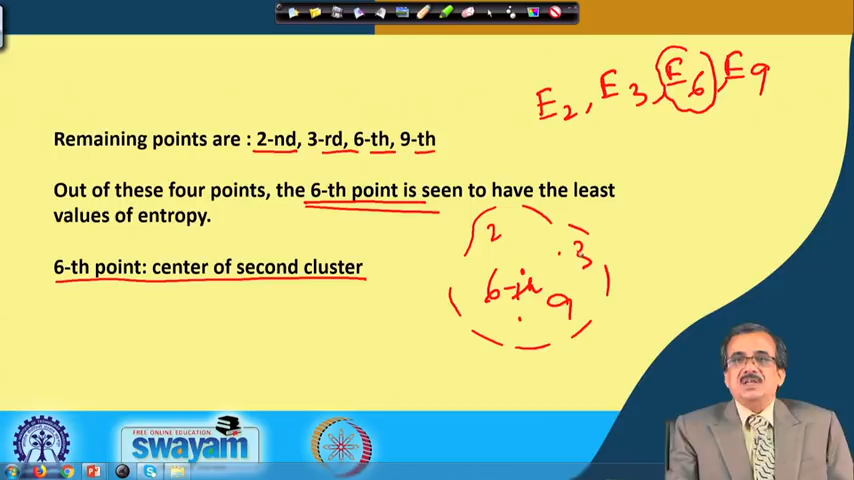 E2, E3, E6, E9
Remaining points are : 2-nd, 3-rd, 6-th, 9-th
Out of these four points, the 6-th point is seen to have the least
values of entropy.
6-th point: center of second cluster
2
3
6-th
9
FREE ONLINE EDUCATION
swayam